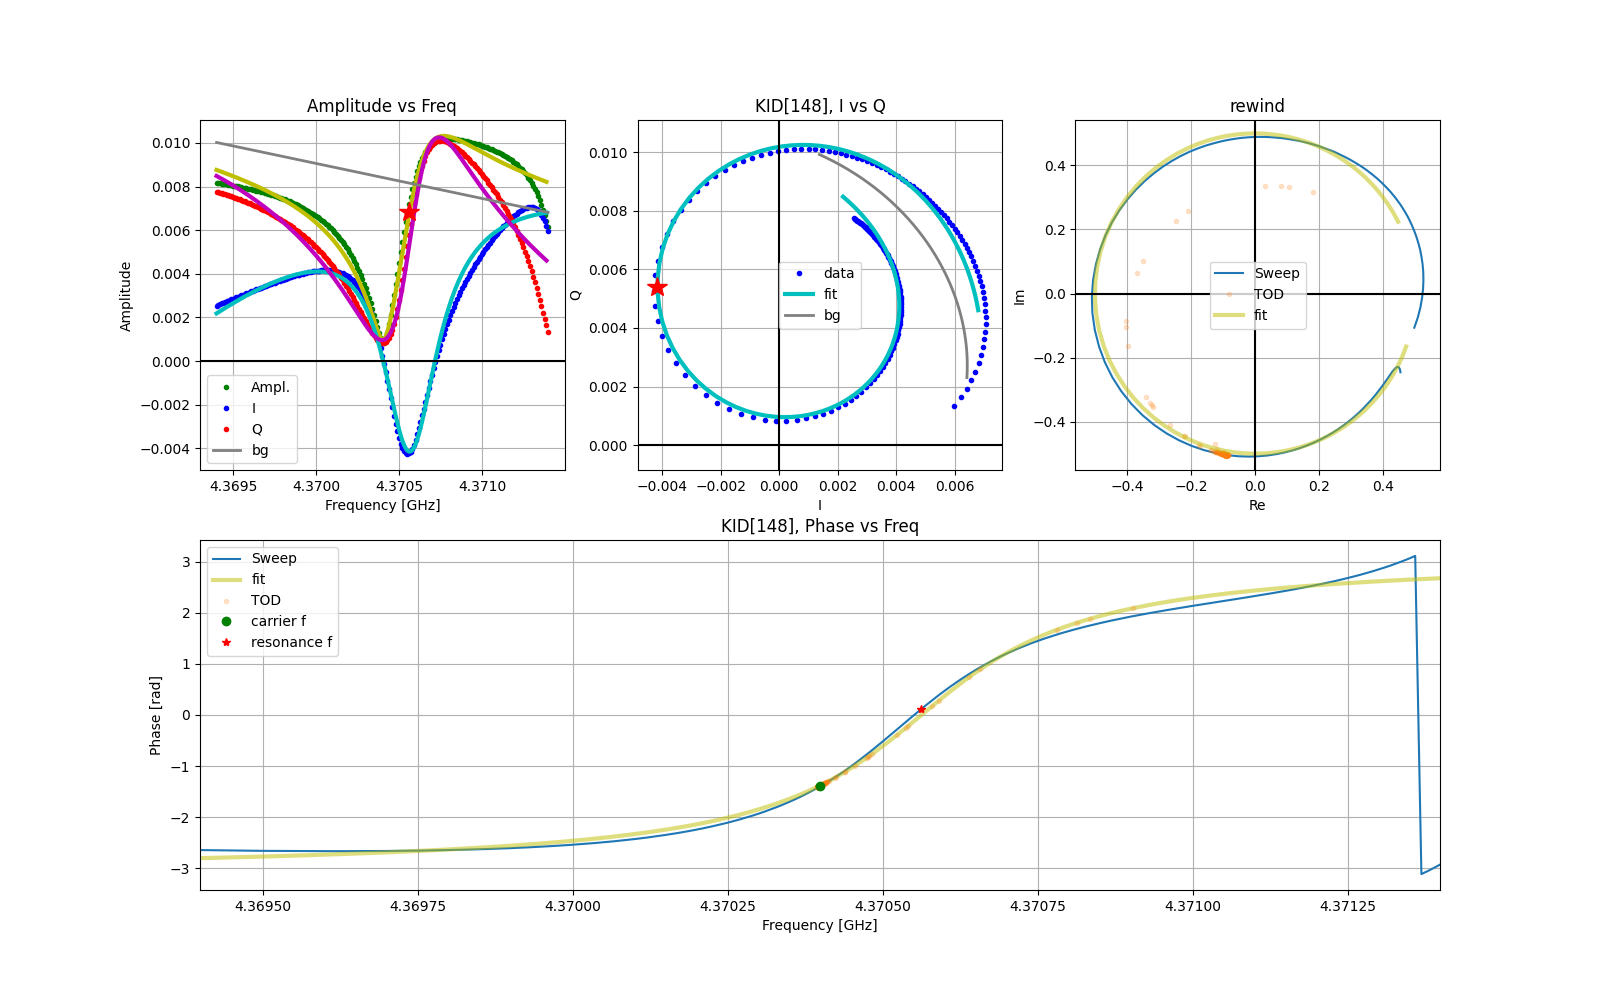 Amplitude vs Freq
Amplitude
0.010
0.008
0.006
0.004
0.002
0.000
−0.002
−0.004
Ampl.
I
Q
bg
4.3695
4.3700
4.3705
4.3710
Frequency [GHz]
KID[148], I vs Q
Q
0.010
0.008
0.006
0.004
0.002
0.000
data
fit
bg
−0.004
−0.002
0.000
0.002
0.004
0.006
I
rewind
Im
0.4
0.2
0.0
−0.2
−0.4
Sweep
TOD
fit
−0.4
−0.2
0.0
0.2
0.4
Re
KID[148], Phase vs Freq
Phase [rad]
3
2
1
0
−1
−2
−3
Sweep
fit
TOD
carrier f
resonance f
4.36950
4.36975
4.37000
4.37025
4.37050
4.37075
4.37100
4.37125
Frequency [GHz]